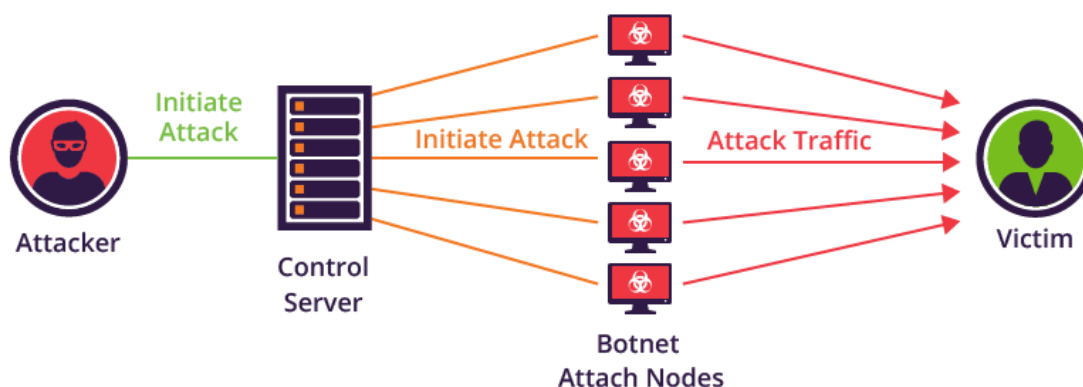 Initiate
Attack
Initiate Attack
Attack Traffic
Attacker
Control
Server
Botnet
Attach Nodes
Victim